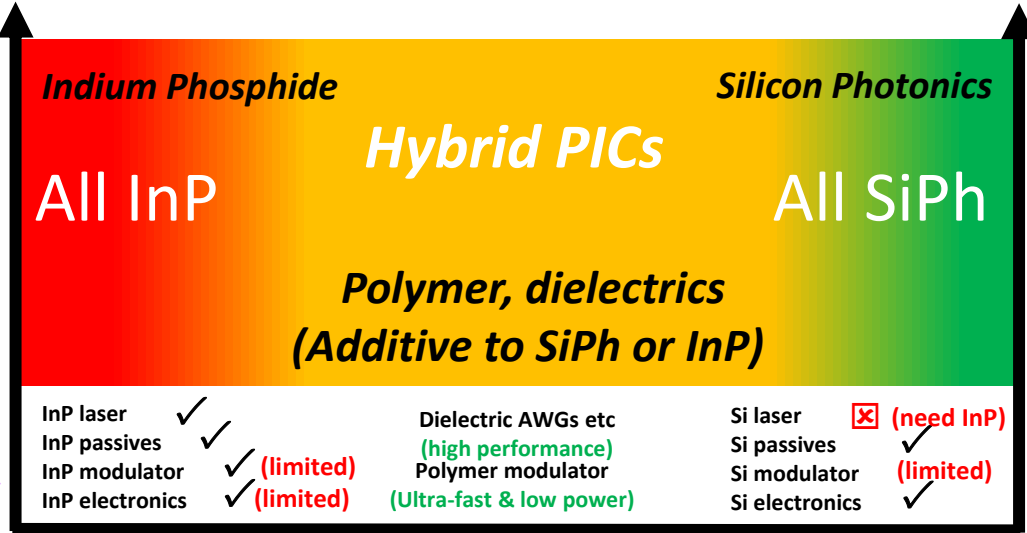 Indium Phosphide
Silicon Photonics
Hybrid PICs
All InP
All SiPh
Polymer, dielectrics
(Additive to SiPh or InP)
InP laser ✓
InP passives ✓
InP modulator ✓ (limited)
InP electronics ✓ (limited)
Dielectric AWGs etc
(high performance)
Polymer modulator
(Ultra-fast & low power)
Si laser ☒ (need InP)
Si passives ✓
Si modulator (limited)
Si electronics ✓